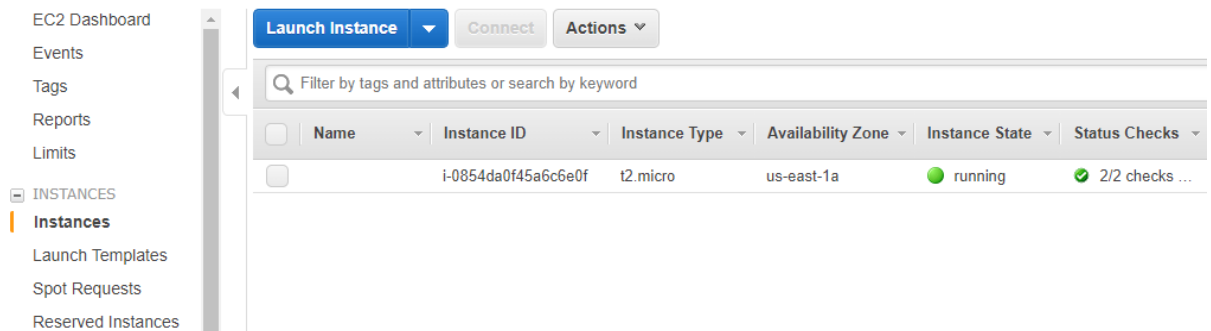 EC2 Dashboard
Events
Tags
Reports
Limits
INSTANCES
Instances
Launch Templates
Spot Requests
Reserved Instances
Launch Instance Connect Actions
Filter by tags and attributes or search by keyword
Name Instance ID Instance Type Availability Zone Instance State Status Checks
i-0854da0f45a6c6e0f t2.micro us-east-1a running 2/2 checks ...